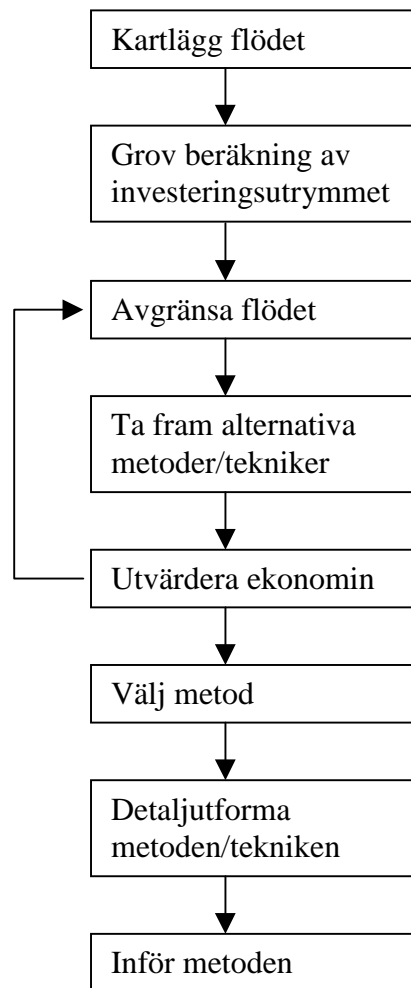 Kartlägg flödet
Grov beräkning av
investeringsutrymmet
Avgränsa flödet
Ta fram alternativa
metoder/tekniker
Utvärdera ekonomin
Välj metod
Detaljutforma
metoden/tekniken
Inför metoden